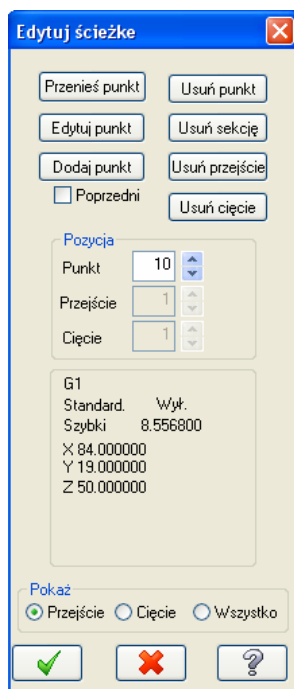 Edytuj ścieżke
Przenieś punkt Usuń punkt
Edytuj punkt Usuń sekcję
Dodaj punkt Usuń przejście
Poprzedni
Usuń cięcie
Pozycja
Punkt 10
Przejście 1
Cięcie 1
G1
Standard. Wył.
Szybki 8.556800
X 84.000000
Y 19.000000
Z 50.000000
Pokaż
Przejście Cięcie Wszystko